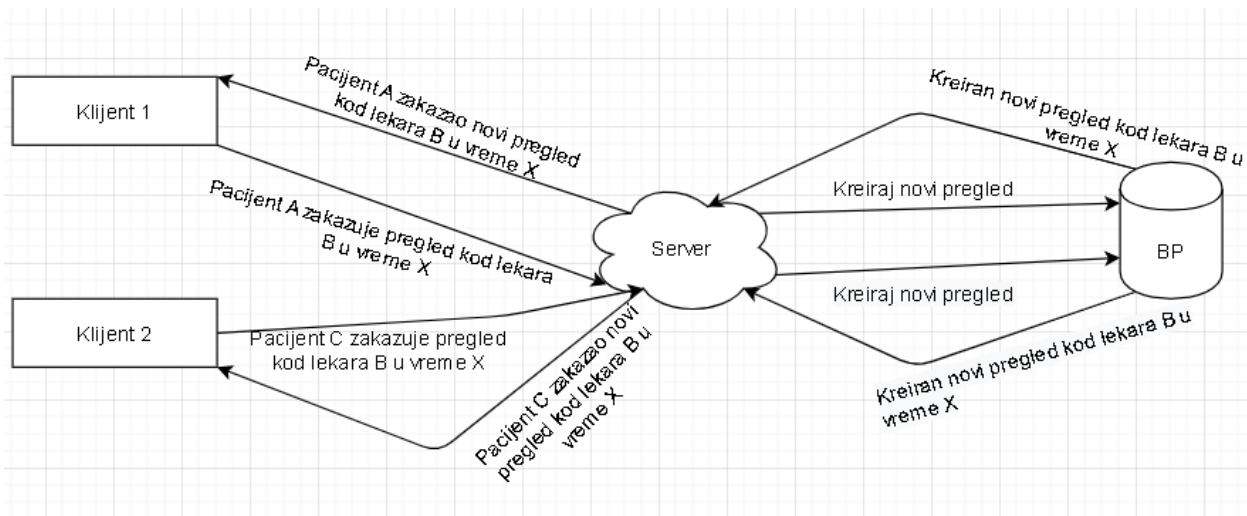 Klijent 1
Pacijent A zakazao novi pregled
kod lekara B u vreme X
Pacijent A zakazuje pregled kod lekara
B u vreme X
Klijent 2
Pacijent C zakazuje pregled
kod lekara B u vreme X
Pacijent C zakazao novi
pregled kod lekara B u
vreme X
Server
Kreiran novi pregled kod lekara B u
vreme X
Kreiraj novi pregled
BP
Kreiraj novi pregled
Kreiran novi pregled kod lekara B u
vreme X